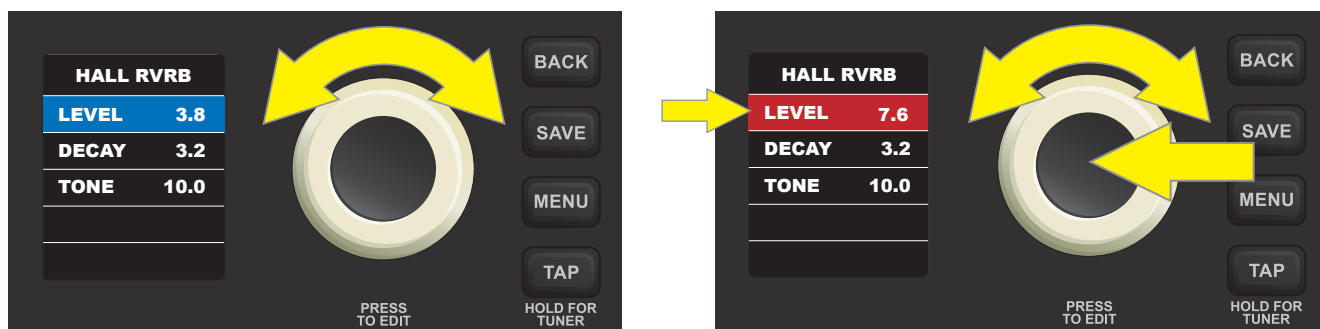 HALL RVRB
LEVEL 3.8
DECAY 3.2
TONE 10.0
BACK
SAVE
MENU
TAP
PRESS
TO EDIT
HOLD FOR
TUNER
HALL RVRB
LEVEL 7.6
DECAY 3.2
TONE 10.0
BACK
SAVE
MENU
TAP
PRESS
TO EDIT
HOLD FOR
TUNER